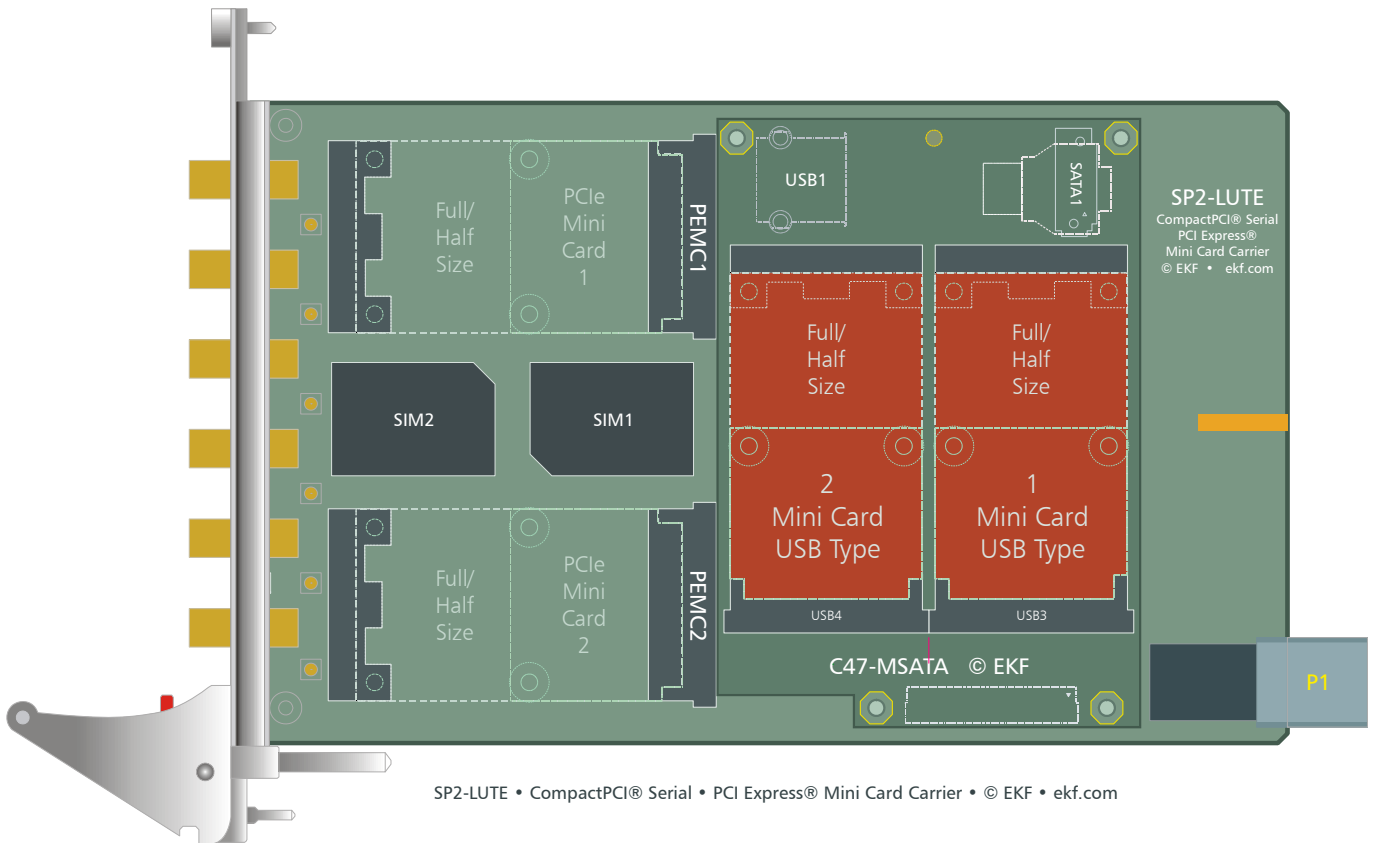 Full/
Half
Size
PCIe
Mini
Card
1
PEMC1
USB1
SATA1
SP2-LUTE
CompactPCI® Serial
PCI Express®
Mini Card Carrier
© EKF • ekf.com
SIM2
SIM1
Full/
Half
Size
2
Mini Card
USB Type
USB4
Full/
Half
Size
1
Mini Card
USB Type
USB3
Full/
Half
Size
PCIe
Mini
Card
2
PEMC2
C47-MSATA © EKF
P1
SP2-LUTE • CompactPCI® Serial • PCI Express® Mini Card Carrier • © EKF • ekf.com